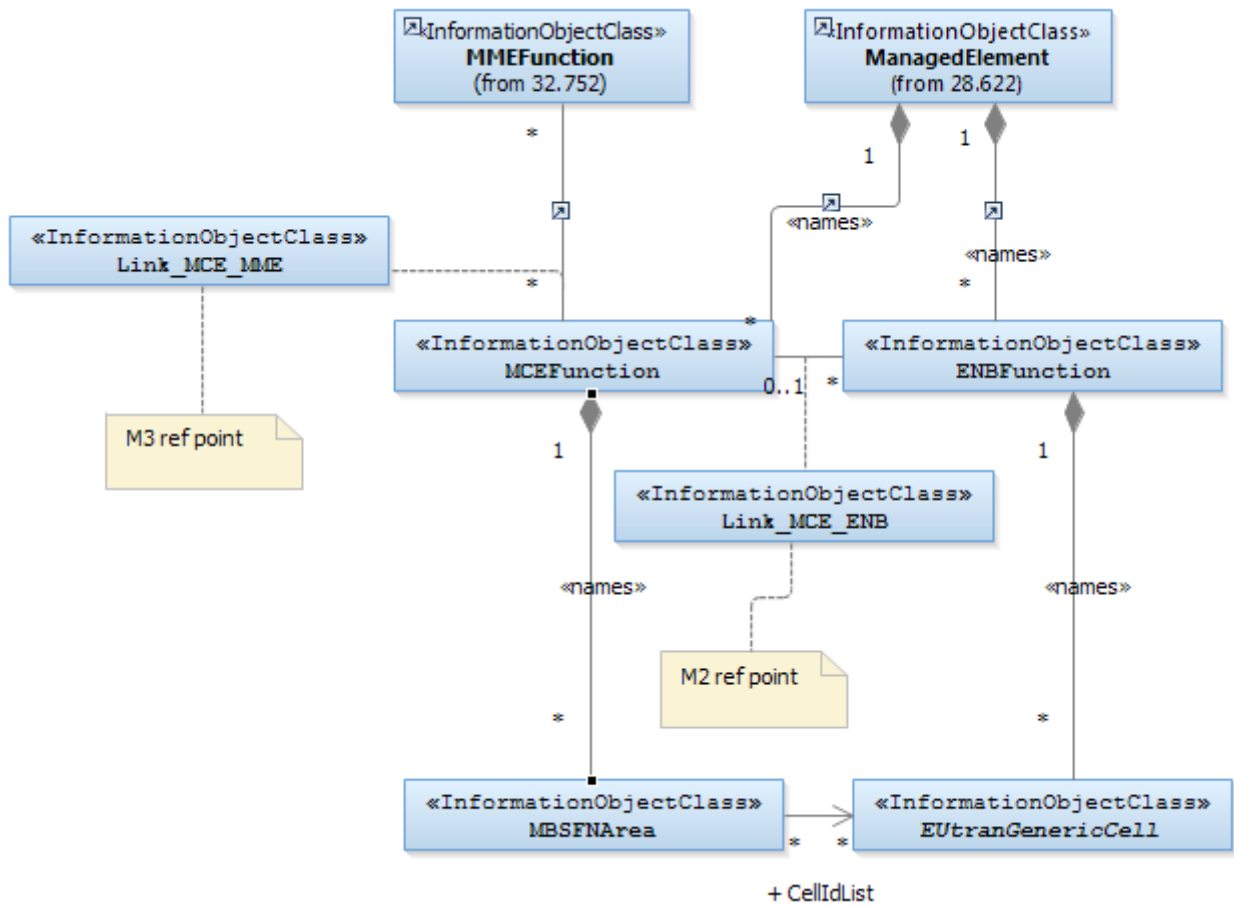 «InformationObjectClass»
MMEFunction
(from 32.752)
«InformationObjectClass»
ManagedElement
(from 28.622)
*
1
1
«names»
«InformationObjectClass»
Link_MCE_MME
«names»
*
*
*
«InformationObjectClass»
MCEFunction
«InformationObjectClass»
ENBFunction
0..1
*
M3 ref point
1
1
«InformationObjectClass»
Link_MCE_ENB
«names»
«names»
M2 ref point
*
*
«InformationObjectClass»
MBSFNArea
«InformationObjectClass»
EUtranGenericCell
*
*
+ CellIdList